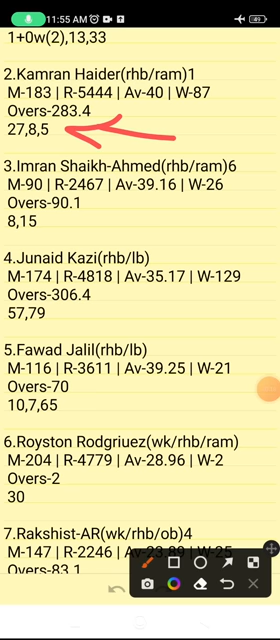 11:55 AM
1+0w(2),13,33
2.Kamran Haider(rhb/ram)1
M-183 | R-5444 | Av-40 | W-87
Overs-283.4
27,8,5
3.Imran Shaikh-Ahmed(rhb/ram)6
M-90 | R-2467 | Av-39.16 | W-26
Overs-90.1
8,15
4.Junaid Kazi(rhb/lb)
M-174 | R-4818 | Av-35.17 | W-129
Overs-306.4
57,79
5.Fawad Jalil(rhb/lb)
M-116 | R-3611 | Av-39.25 | W-21
Overs-70
10,7,65
6.Royston Rodgriuez(wk/rhb/ram)
M-204 | R-4779 | Av-28.96 | W-2
Overs-2
30
7.Rakshist-AR(wk/rhb/ob)4
M-147 | R-2246 | Av-23.89 | W-25
Overs-83.1